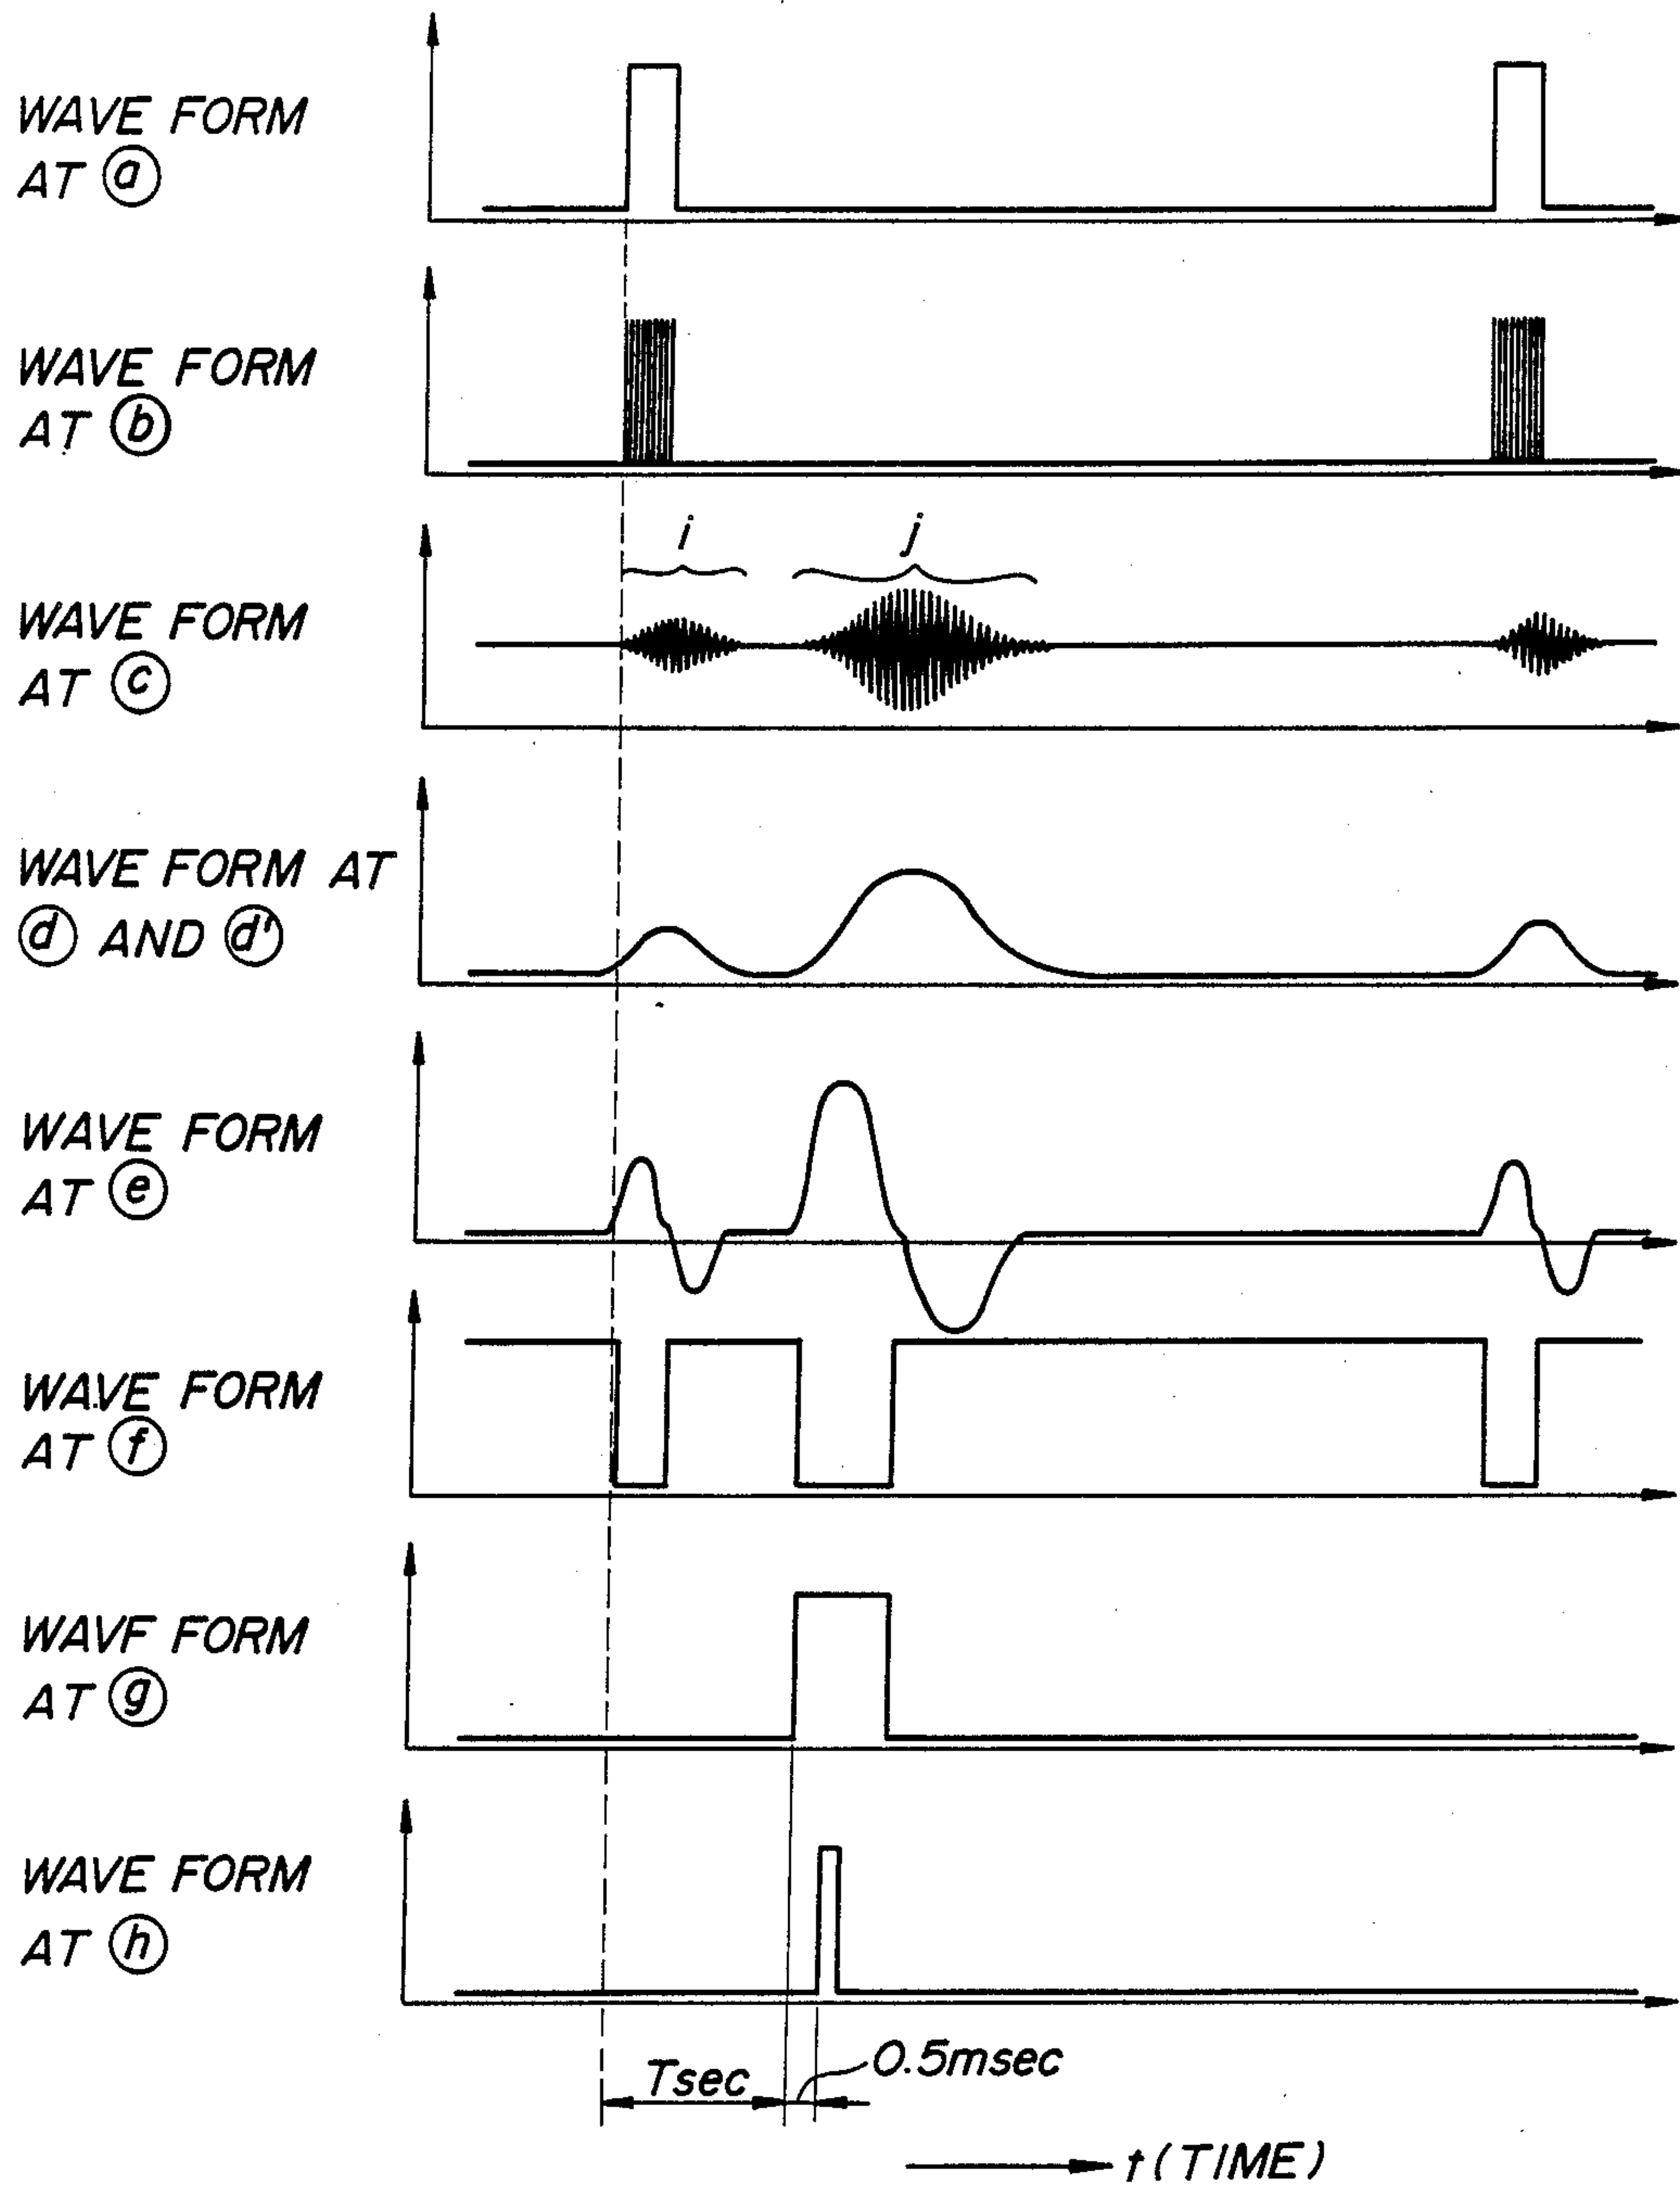 WAVE FORM
AT ⓐ
WAVE FORM
AT ⓑ
i
j
WAVE FORM
AT ⓒ
WAVE FORM AT
ⓓ AND ⓓ'
WAVE FORM
AT ⓔ
WAVE FORM
AT ⓕ
WAVF FORM
AT ⓖ
WAVE FORM
AT ⓗ
Tsec
0.5msec
t (TIME)